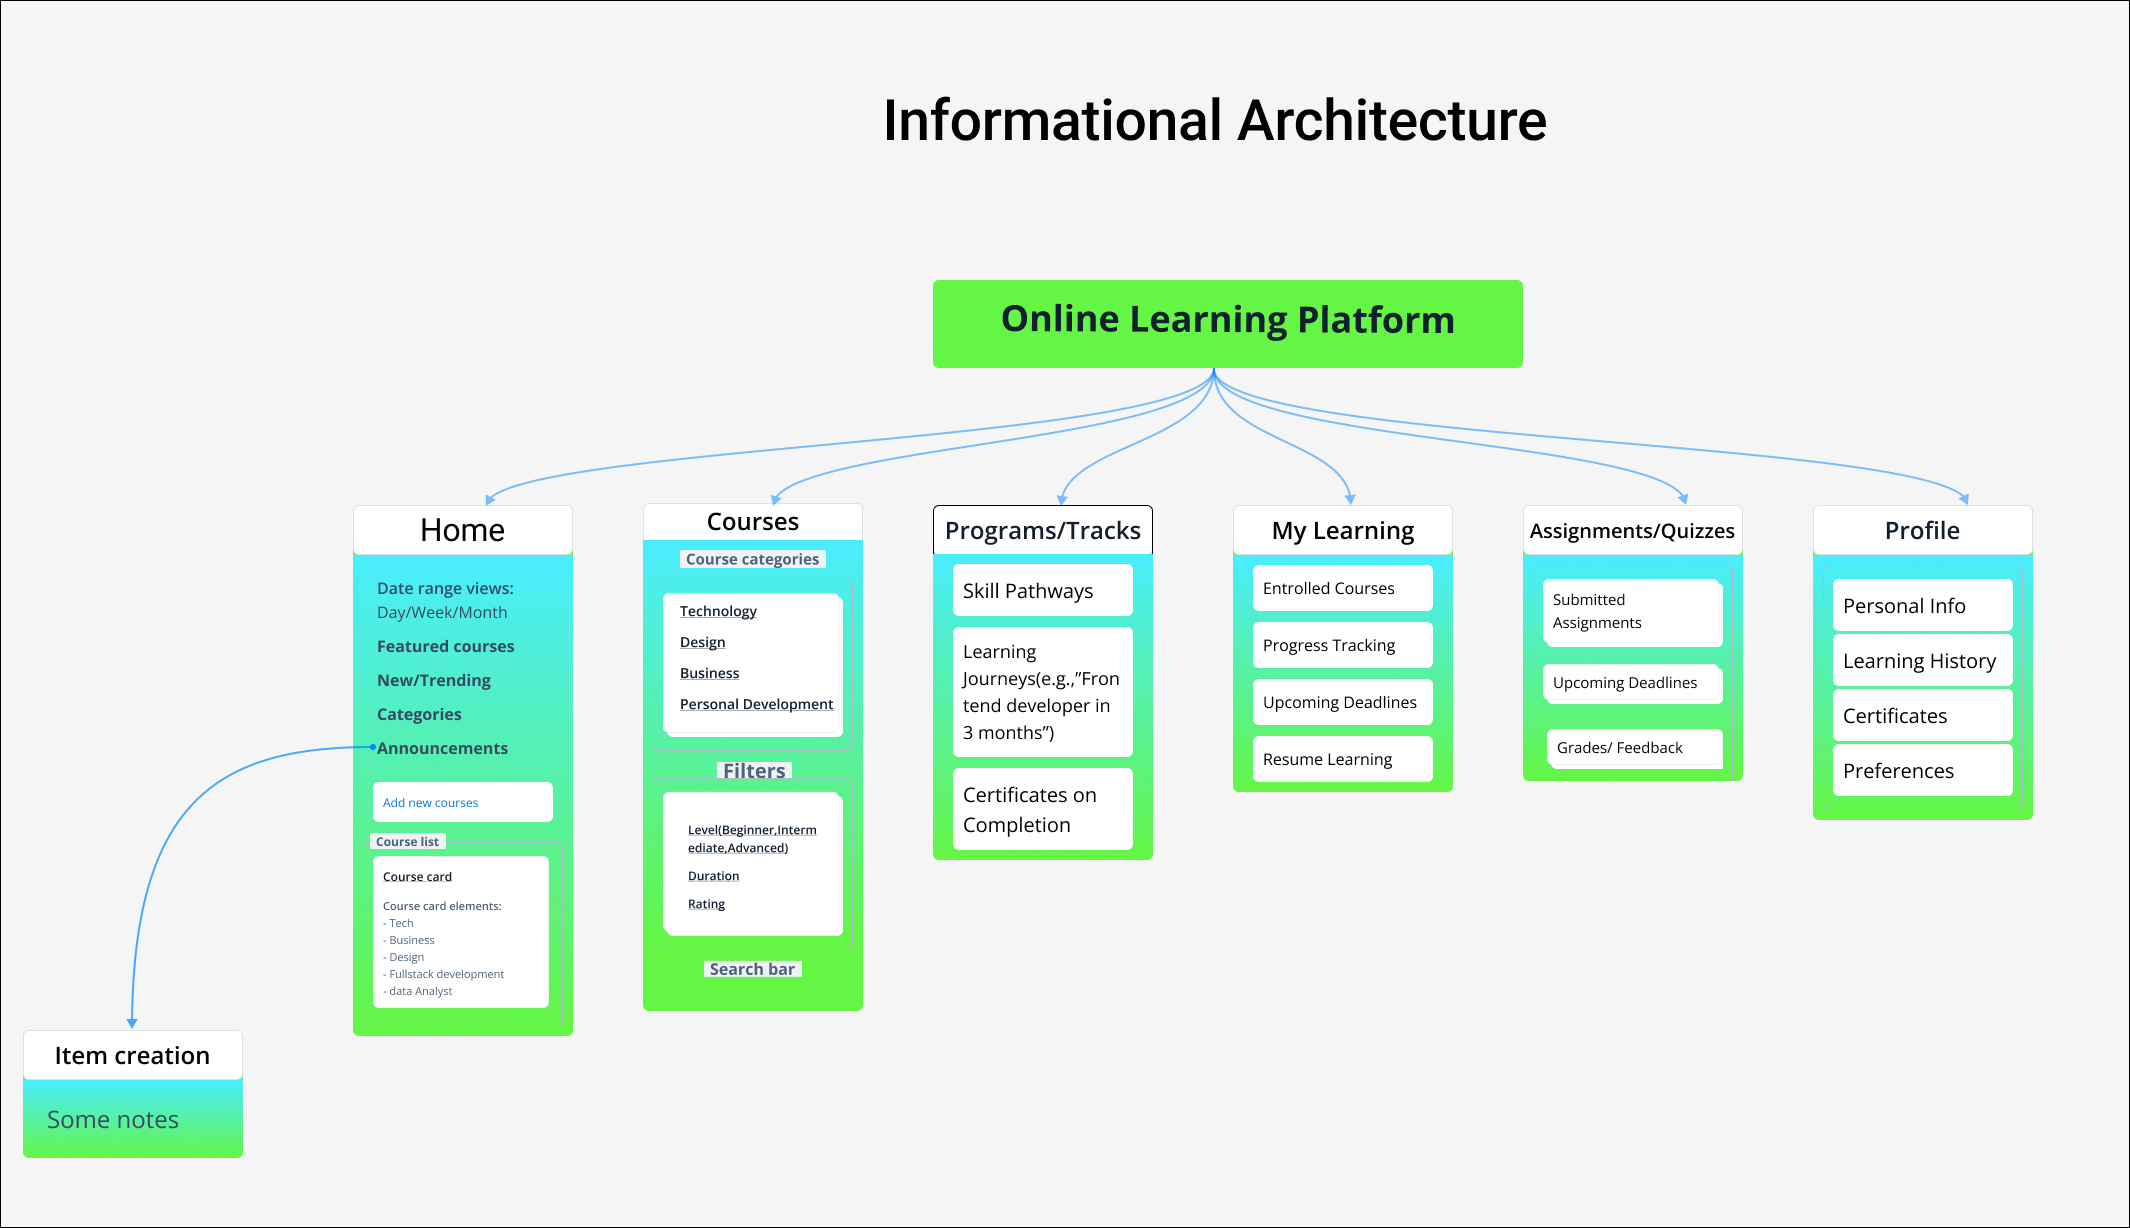 Informational Architecture
Online Learning Platform
Home
Date range views:
Day/Week/Month
Featured courses
New/Trending
Categories
Announcements
Add new courses
Course list
Course card
Course card elements:
- Tech
- Business
- Design
- Fullstack development
- data Analyst
Item creation
Some notes
Courses
Course categories
Technology
Design
Business
Personal Development
Filters
Level(Beginner,Interm
ediate,Advanced)
Duration
Rating
Search bar
Programs/Tracks
Skill Pathways
Learning
Journeys(e.g.,”Fron
tend developer in
3 months”)
Certificates on
Completion
My Learning
Entrolled Courses
Progress Tracking
Upcoming Deadlines
Resume Learning
Assignments/Quizzes
Submitted
Assignments
Upcoming Deadlines
Grades/ Feedback
Profile
Personal Info
Learning History
Certificates
Preferences